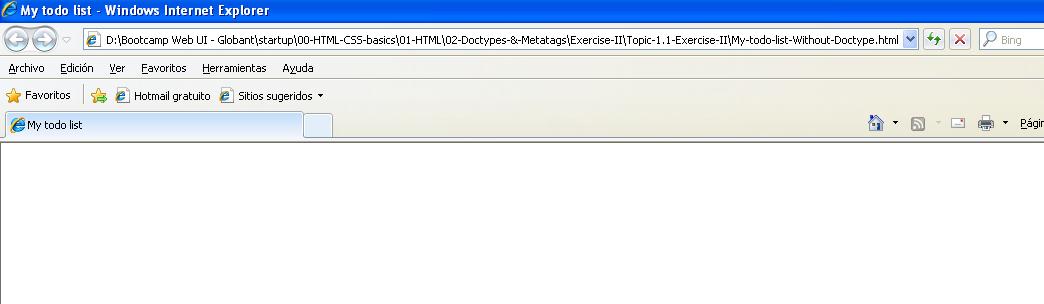 My todo list - Windows Internet Explorer
D:\Bootcamp Web UI - Globant\startup\00-HTML-CSS-basics\01-HTML\02-Doctypes-&-Metatags\Exercise-II\Topic-1.1-Exercise-II\My-todo-list-Without-Doctype.html
Bing
Archivo Edición Ver Favoritos Herramientas Ayuda
Favoritos Hotmail gratuito Sitios sugeridos
My todo list